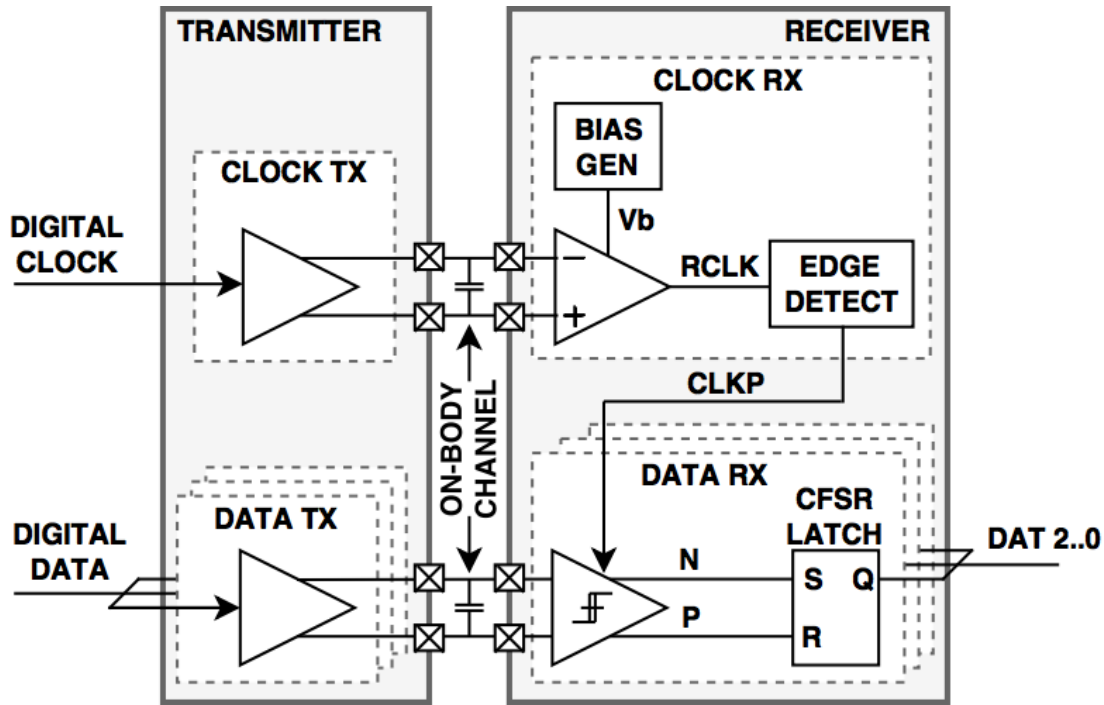 TRANSMITTER
RECEIVER
CLOCK RX
BIAS
GEN
CLOCK TX
DIGITAL
CLOCK
Vb
−
+
RCLK
EDGE
DETECT
CLKP
ON-BODY
CHANNEL
DATA RX
CFSR
LATCH
DATA TX
DIGITAL
DATA
N
P
S
Q
R
DAT 2..0